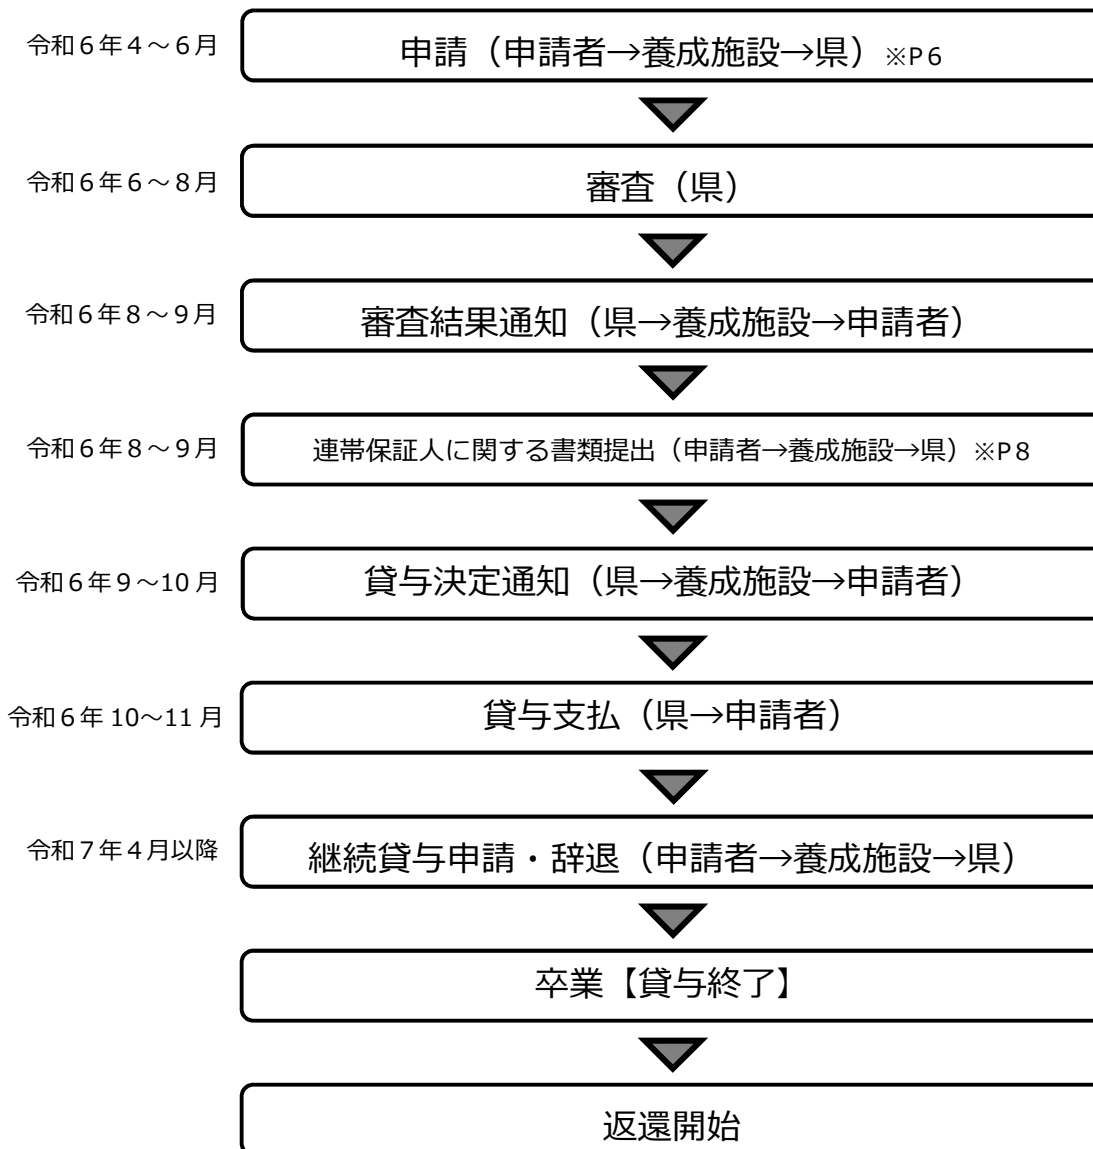 令和６年４～６月
申請（申請者→養成施設→県）※P６
令和６年６～８月
審査（県）
令和６年８～９月
審査結果通知（県→養成施設→申請者）
令和６年８～９月
連帯保証人に関する書類提出（申請者→養成施設→県）※P８
令和６年９～10 月
貸与決定通知（県→養成施設→申請者）
令和６年 10～11 月
貸与支払（県→申請者）
令和７年４月以降
継続貸与申請・辞退（申請者→養成施設→県）
卒業【貸与終了】
返還開始